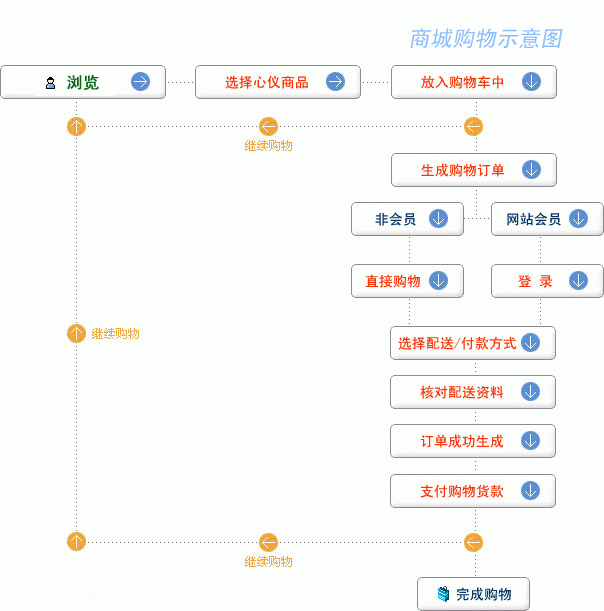 商城购物示意图
浏览
选择心仪商品
放入购物车中
继续购物
生成购物订单
非会员
网站会员
直接购物
登 录
继续购物
选择配送/付款方式
核对配送资料
订单成功生成
支付购物货款
继续购物
完成购物